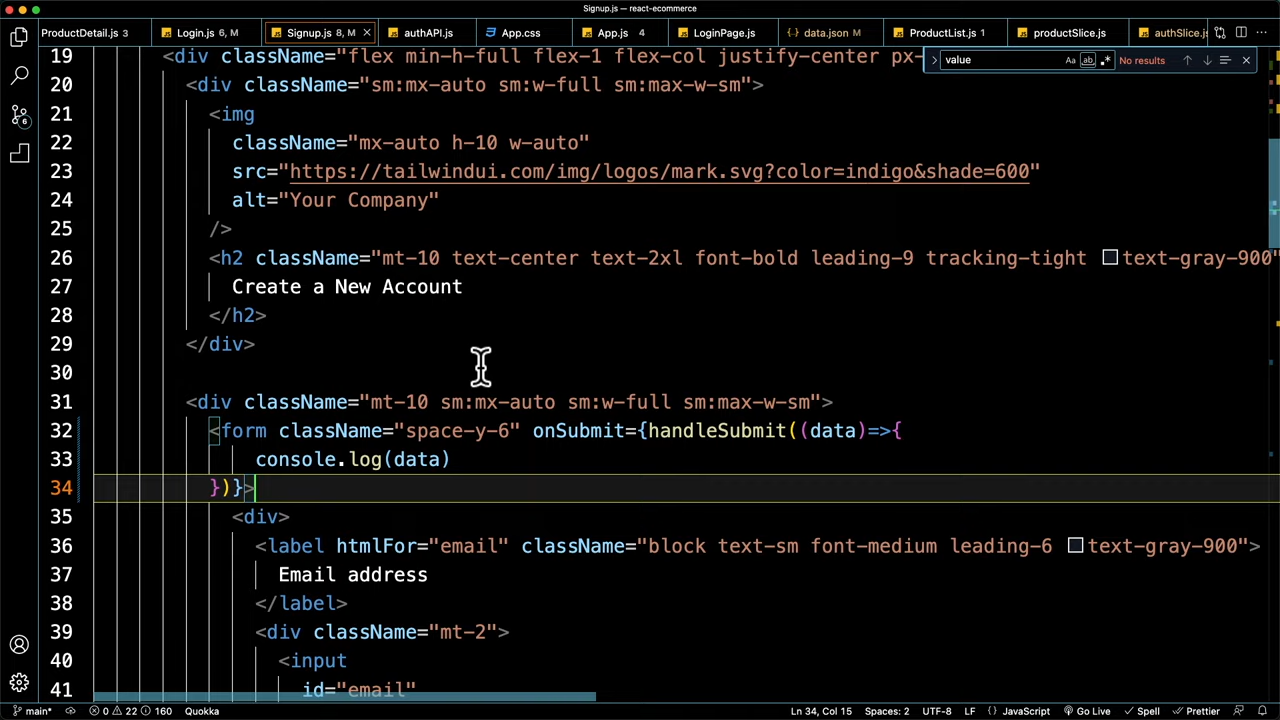 Signup.js — react-ecommerce
ProductDetail.js 3 Login.js 6, M Signup.js 8, M authAPI.js App.css App.js 4 LoginPage.js data.json M ProductList.js 1 productSlice.js authSlice.js
value Aa ab .* No results
19 <div className="flex min-h-full flex-1 flex-col justify-center px-
20 <div className="sm:mx-auto sm:w-full sm:max-w-sm">
21 <img
22 className="mx-auto h-10 w-auto"
23 src="https://tailwindui.com/img/logos/mark.svg?color=indigo&shade=600"
24 alt="Your Company"
25 />
26 <h2 className="mt-10 text-center text-2xl font-bold leading-9 tracking-tight text-gray-900"
27 Create a New Account
28 </h2>
29 </div>
30
31 <div className="mt-10 sm:mx-auto sm:w-full sm:max-w-sm">
32 <form className="space-y-6" onSubmit={handleSubmit((data)=>{
33 console.log(data)
34 })}>
35 <div>
36 <label htmlFor="email" className="block text-sm font-medium leading-6 text-gray-900">
37 Email address
38 </label>
39 <div className="mt-2">
40 <input
41 id="email"
6
main* 0 22 160 Quokka Ln 34, Col 15 Spaces: 2 UTF-8 LF {} JavaScript Go Live Spell Prettier